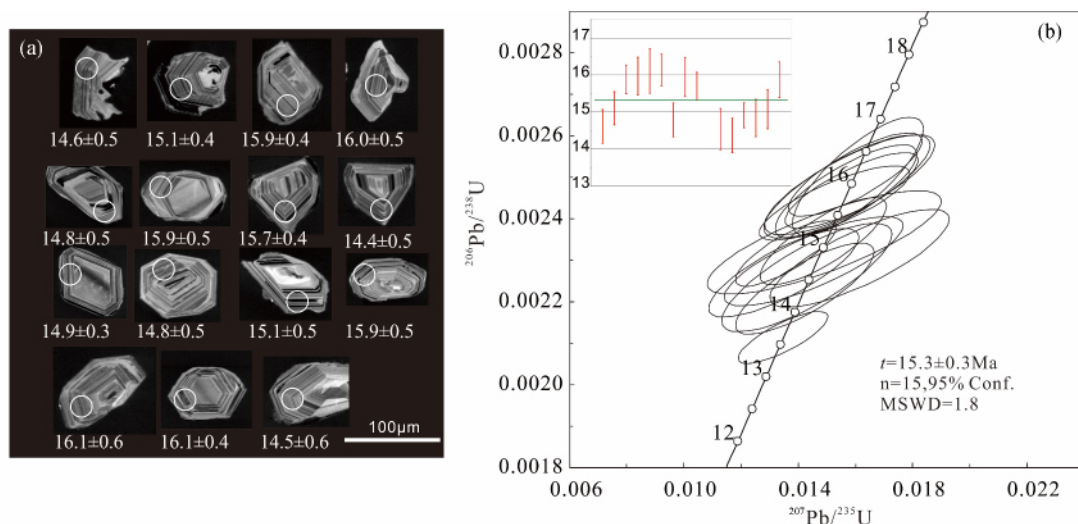 (a)
14.6±0.5 15.1±0.4 15.9±0.4 16.0±0.5
14.8±0.5 15.9±0.5 15.7±0.4 14.4±0.5
14.9±0.3 14.8±0.5 15.1±0.5 15.9±0.5
16.1±0.6 16.1±0.4 14.5±0.6
100μm
(b)
17
16
15
14
13
18
17
16
15
14
13
12
0.0028
0.0026
0.0024
0.0022
0.0020
0.0018
²⁰⁶Pb/²³⁸U
t=15.3±0.3Ma
n=15,95% Conf.
MSWD=1.8
0.006 0.010 0.014 0.018 0.022
²⁰⁷Pb/²³⁵U